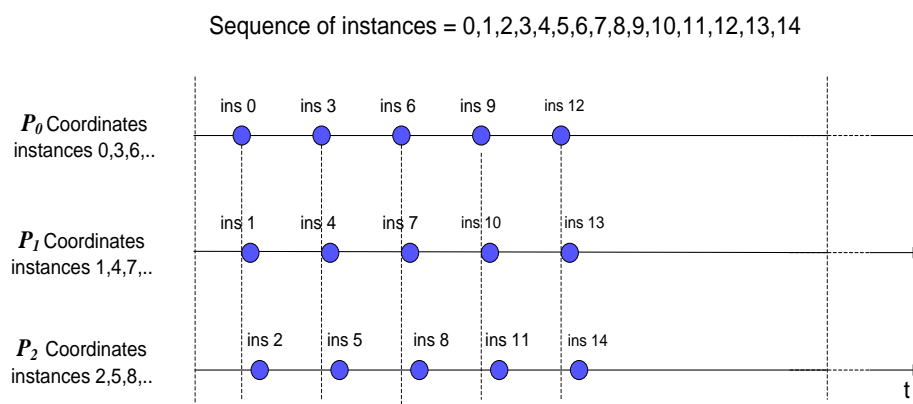 Sequence of instances = 0,1,2,3,4,5,6,7,8,9,10,11,12,13,14
ins 0 ins 3 ins 6 ins 9 ins 12
P0 Coordinates
instances 0,3,6,..
ins 1 ins 4 ins 7 ins 10 ins 13
P1 Coordinates
instances 1,4,7,..
ins 2 ins 5 ins 8 ins 11 ins 14
P2 Coordinates
instances 2,5,8,..
t